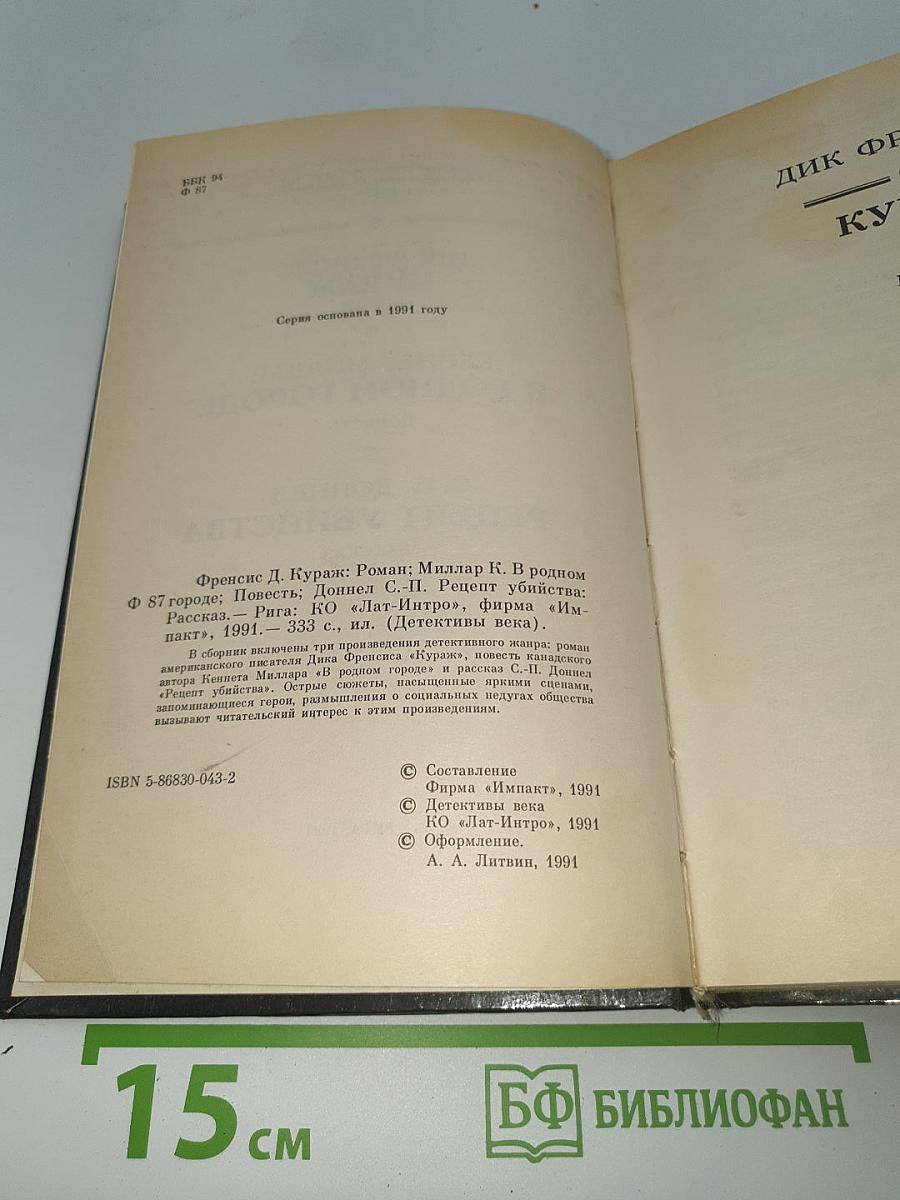 ББК 94
Ф 87
Серия основана в 1991 году
Френсис Д. Кураж: Роман; Миллар К. В родном
Ф 87 городе; Повесть; Доннел С.-П. Рецепт убийства:
Рассказ.— Рига: КО «Лат-Интро», фирма «Им-
пакт», 1991.— 333 с., ил. (Детективы века).
В сборник включены три произведения детективного жанра: роман
американского писателя Дика Френсиса «Кураж», повесть канадского
автора Кеннета Миллара «В родном городе» и рассказ С.-П. Доннел
«Рецепт убийства». Острые сюжеты, насыщенные яркими сценами,
запоминающиеся герои, размышления о социальных недугах общества
вызывают читательский интерес к этим произведениям.
ISBN 5-86830-043-2
© Составление
Фирма «Импакт», 1991
© Детективы века
КО «Лат-Интро», 1991
© Оформление.
А. А. Литвин, 1991
ДИК ФР
КУ
15 см
БФ БИБЛИОФАН